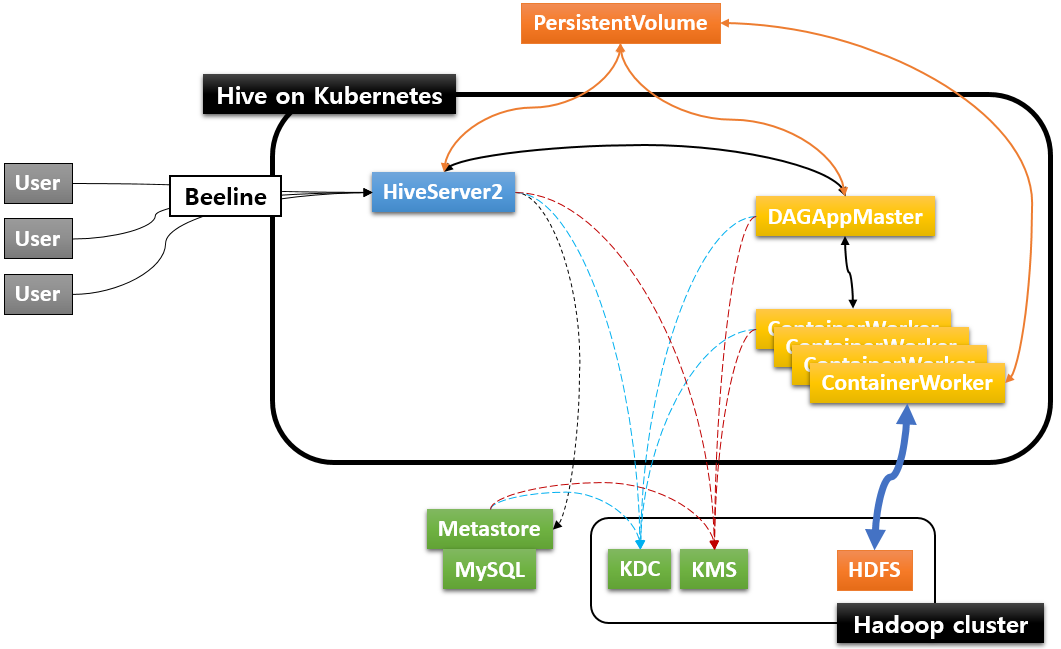 PersistentVolume
Hive on Kubernetes
User
User
User
Beeline
HiveServer2
DAGAppMaster
ContainerWorker
ContainerWorker
ContainerWorker
ContainerWorker
Metastore
MySQL
KDC
KMS
HDFS
Hadoop cluster